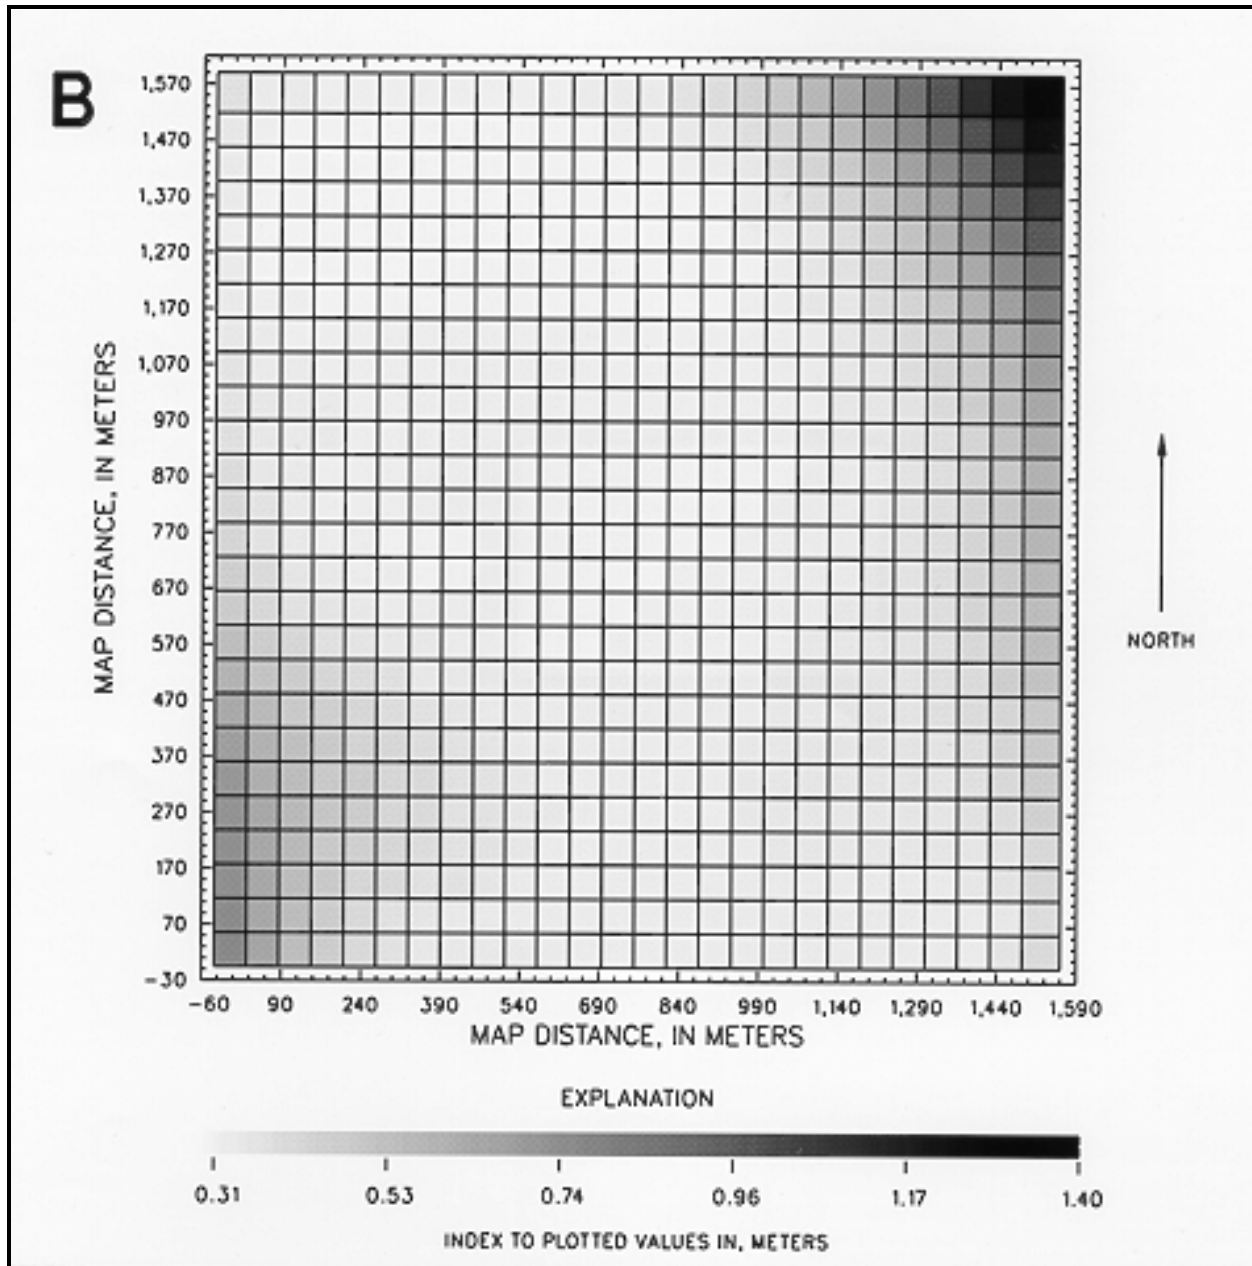 B
1,570
1,470
1,370
1,270
1,170
1,070
970
870
770
670
570
470
370
270
170
70
-30
MAP DISTANCE, IN METERS
-60 90 240 390 540 690 840 990 1,140 1,290 1,440 1,590
MAP DISTANCE, IN METERS
NORTH
EXPLANATION
0.31 0.53 0.74 0.96 1.17 1.40
INDEX TO PLOTTED VALUES IN, METERS